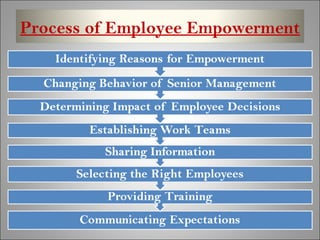 Process of Employee Empowerment
Identifying Reasons for Empowerment
Changing Behavior of Senior Management
Determining Impact of Employee Decisions
Establishing Work Teams
Sharing Information
Selecting the Right Employees
Providing Training
Communicating Expectations